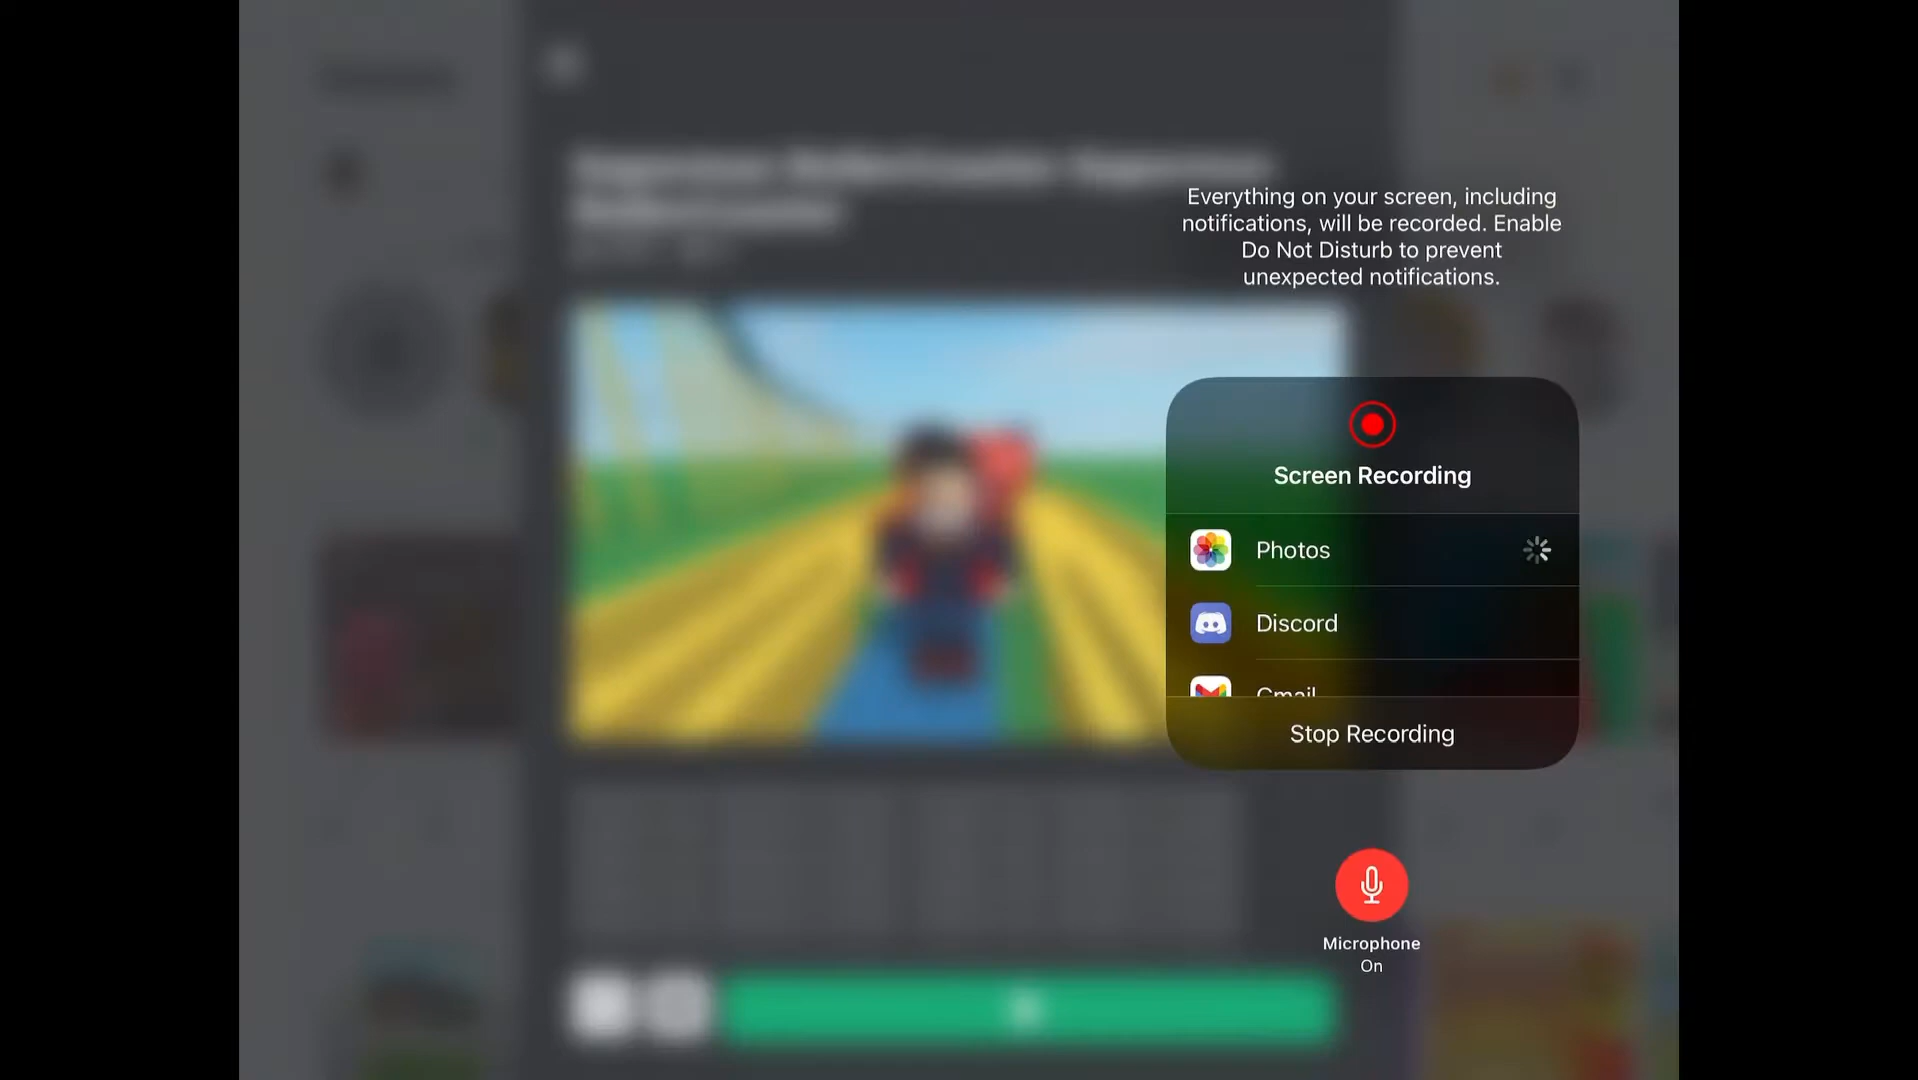 Everything on your screen, including
notifications, will be recorded. Enable
Do Not Disturb to prevent
unexpected notifications.
Screen Recording
Photos
Discord
Gmail
Stop Recording
Microphone
On